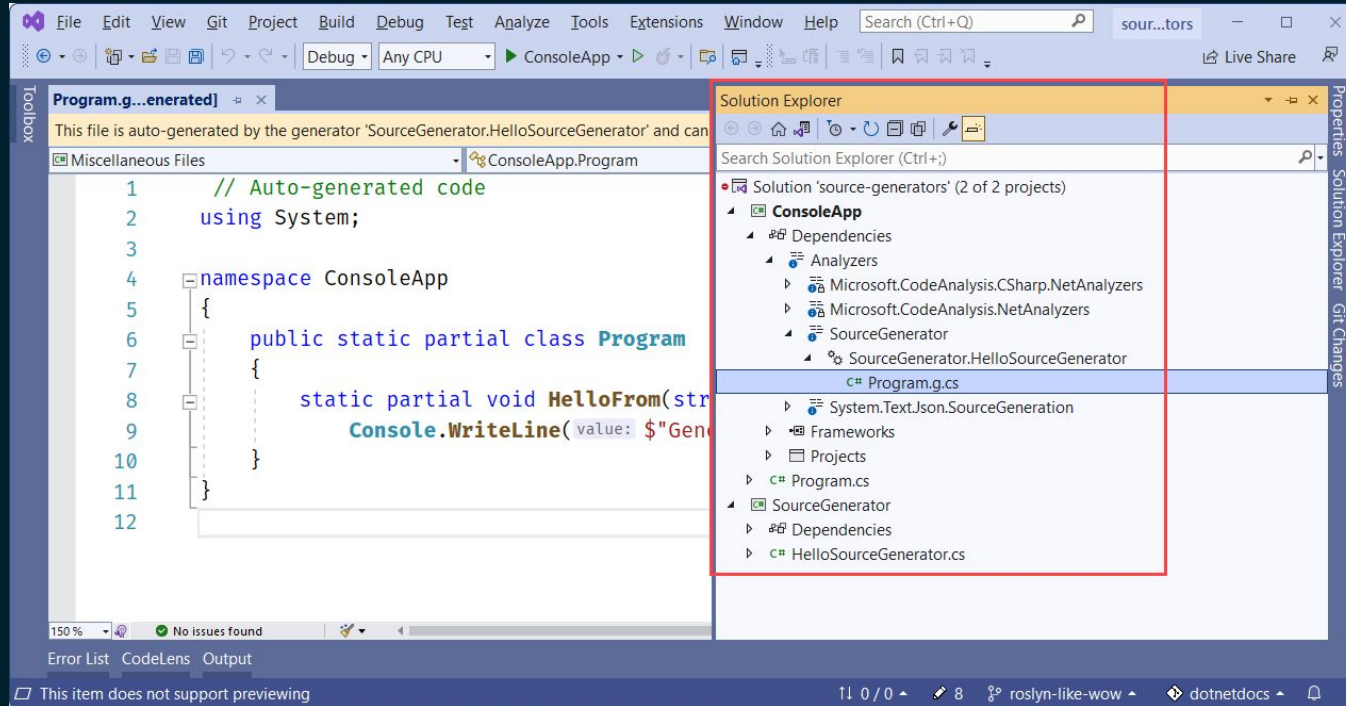 File Edit View Git Project Build Debug Test Analyze Tools Extensions Window Help Search (Ctrl+Q) sour...tors
Debug Any CPU ConsoleApp Live Share
Toolbox
Program.g...enerated]
This file is auto-generated by the generator 'SourceGenerator.HelloSourceGenerator' and can
Miscellaneous Files ConsoleApp.Program
1 // Auto-generated code
2 using System;
3
4 namespace ConsoleApp
5 {
6 public static partial class Program
7 {
8 static partial void HelloFrom(str
9 Console.WriteLine(value: $"Gene
10 }
11 }
12
150 % No issues found
Solution Explorer
Search Solution Explorer (Ctrl+;)
Solution 'source-generators' (2 of 2 projects)
ConsoleApp
Dependencies
Analyzers
Microsoft.CodeAnalysis.CSharp.NetAnalyzers
Microsoft.CodeAnalysis.NetAnalyzers
SourceGenerator
SourceGenerator.HelloSourceGenerator
C# Program.g.cs
System.Text.Json.SourceGeneration
Frameworks
Projects
C# Program.cs
C# SourceGenerator
Dependencies
C# HelloSourceGenerator.cs
Properties
Solution Explorer
Git Changes
Error List CodeLens Output
This item does not support previewing 0 / 0 8 roslyn-like-wow dotnetdocs